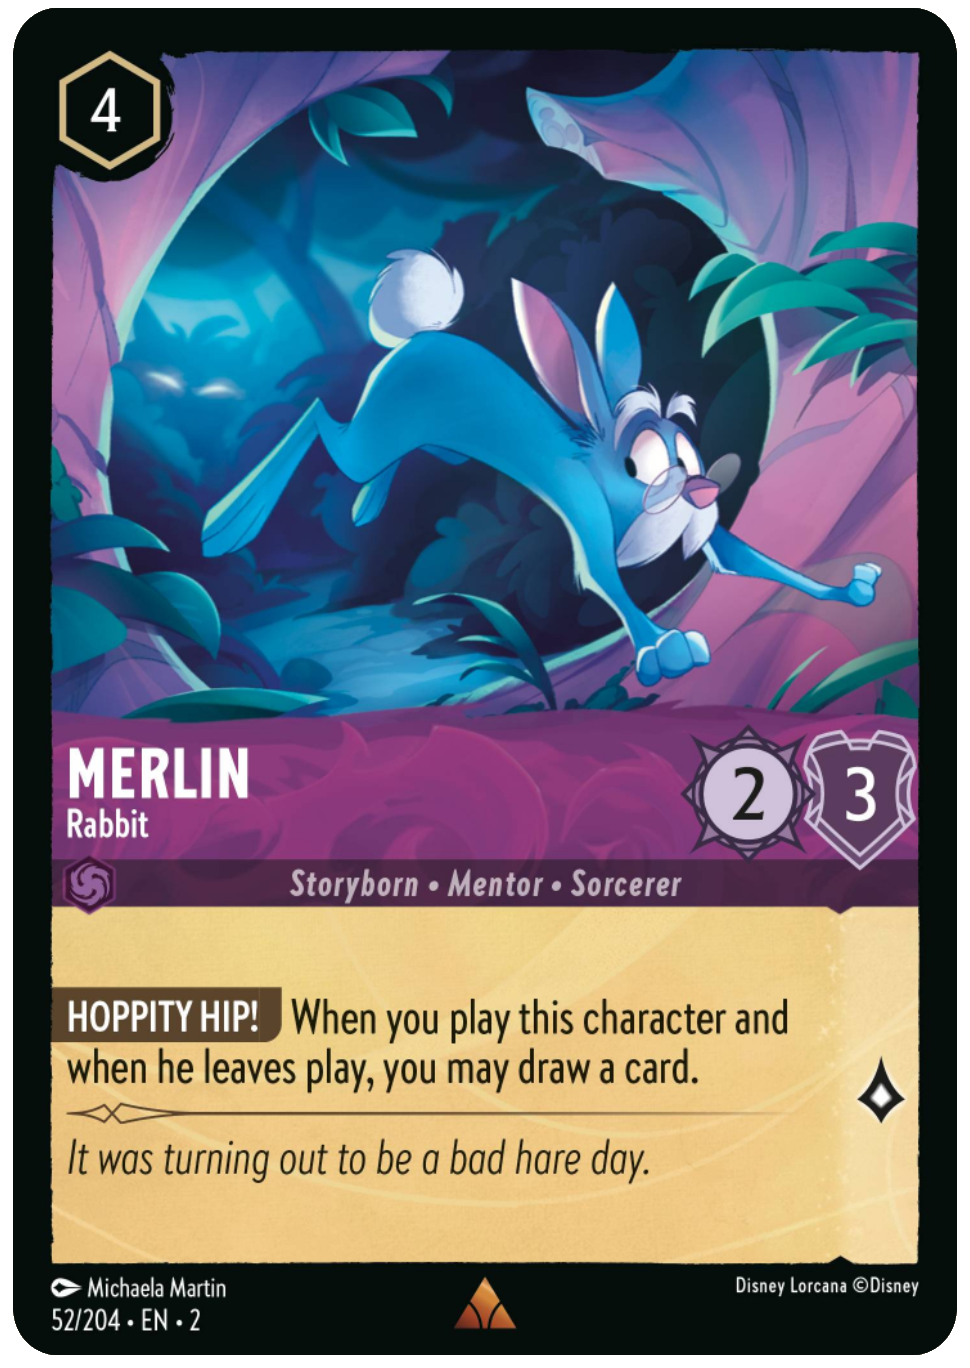 4
MERLIN
Rabbit
2
3
Storyborn • Mentor • Sorcerer
HOPPITY HIP! When you play this character and
when he leaves play, you may draw a card.
It was turning out to be a bad hare day.
Michaela Martin
52/204 • EN • 2
Disney Lorcana ©Disney